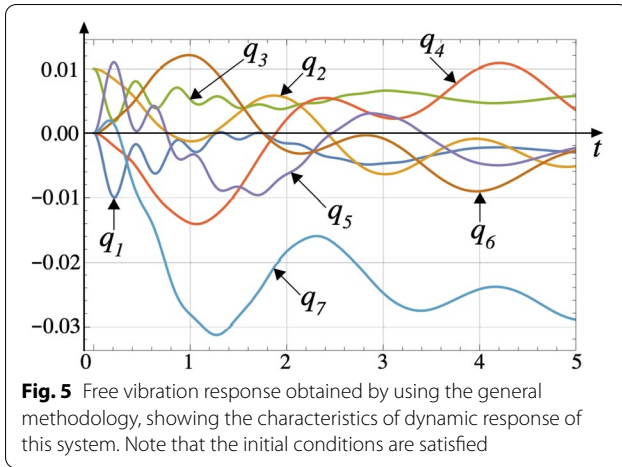 0.01
0.00
−0.01
−0.02
−0.03
q3
q2
q4
t
q1
q5
q6
q7
0 1 2 3 4 5
Fig. 5 Free vibration response obtained by using the general
methodology, showing the characteristics of dynamic response of
this system. Note that the initial conditions are satisfied